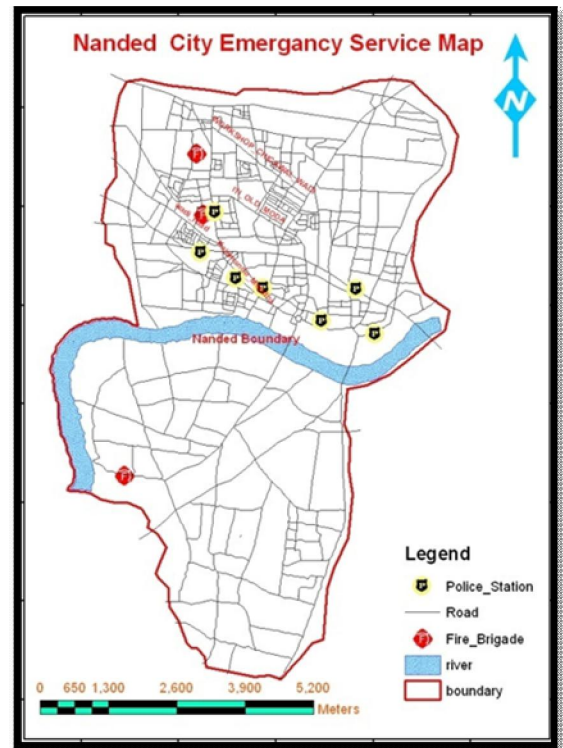 Nanded City Emergancy Service Map
N
IN_OLD_MODA
Nanded Boundary
Legend
Police_Station
Road
Fire_Brigade
river
boundary
0 650 1,300 2,600 3,900 5,200
Meters